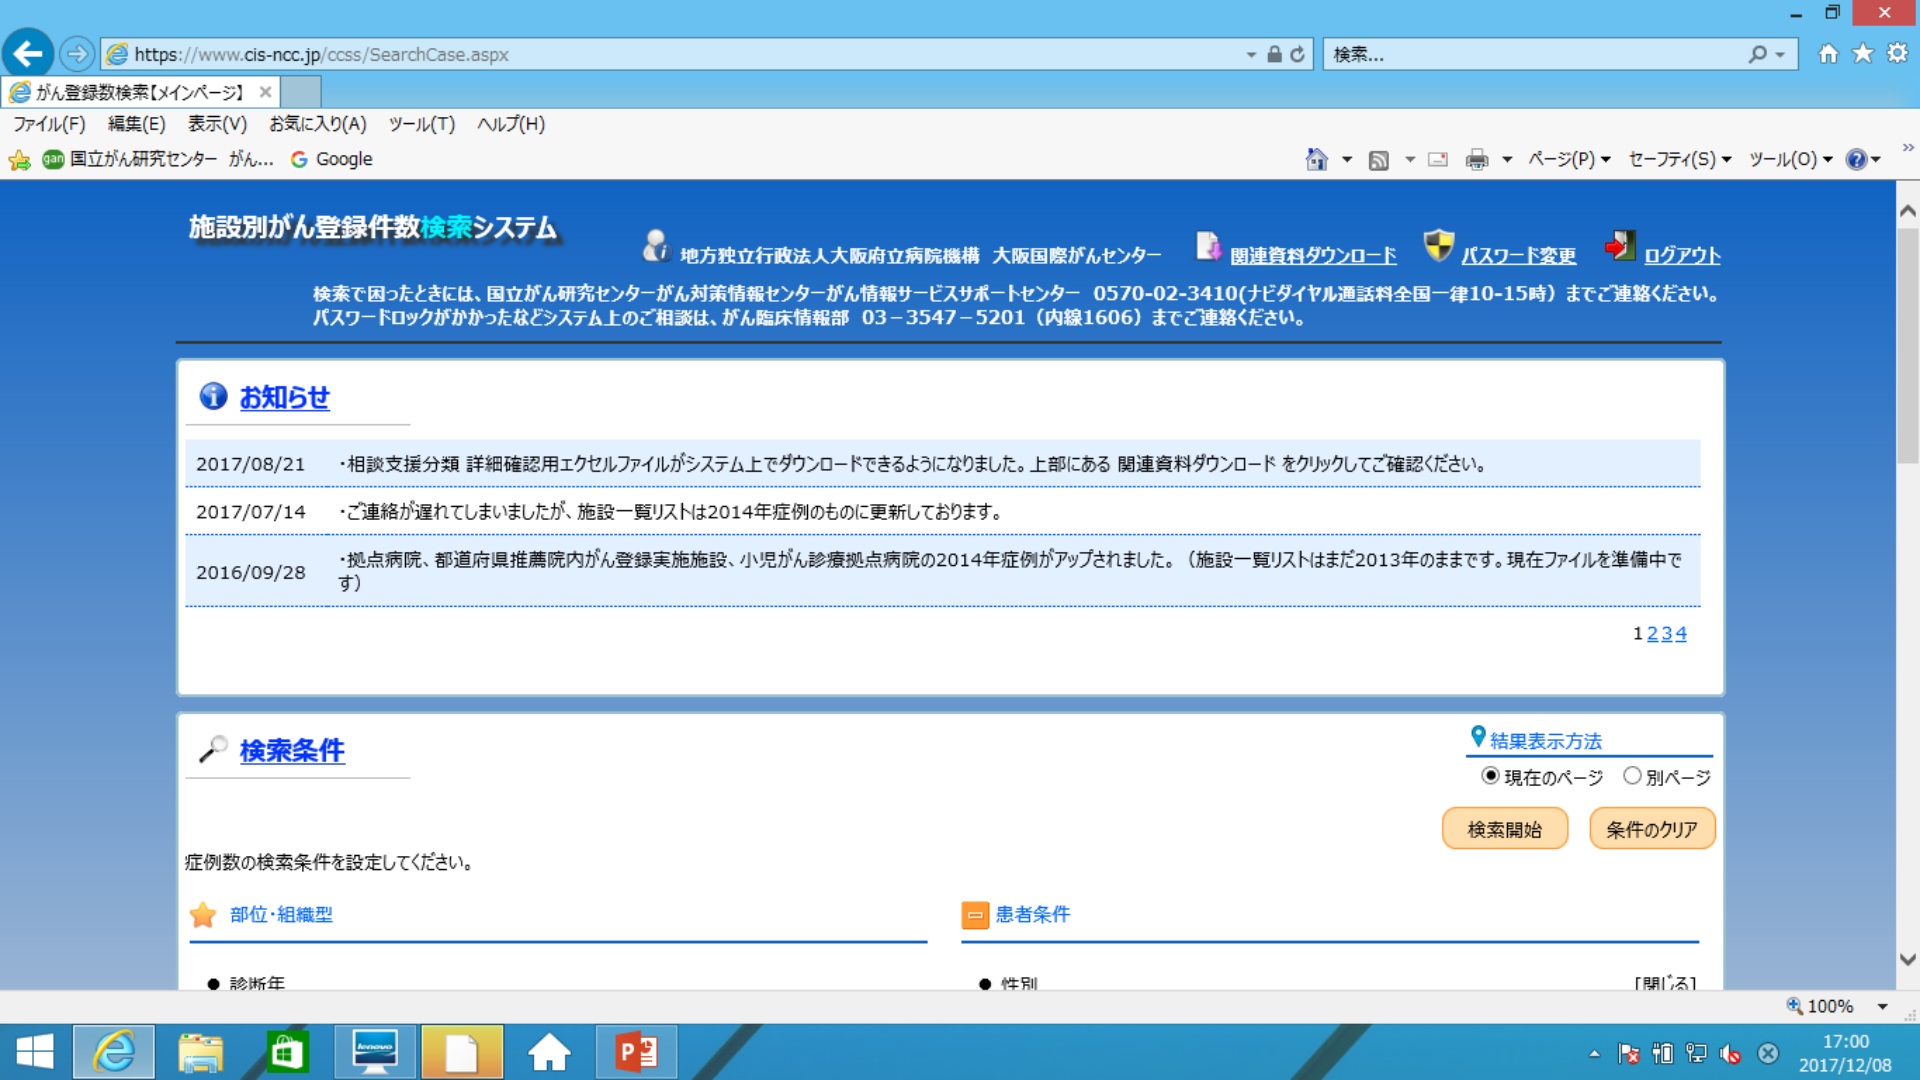 https://www.cis-ncc.jp/ccss/SearchCase.aspx
検索...
がん登録数検索【メインページ】
ファイル(F) 編集(E) 表示(V) お気に入り(A) ツール(T) ヘルプ(H)
gan 国立がん研究センター がん... Google
ページ(P) セーフティ(S) ツール(O)
施設別がん登録件数検索システム
地方独立行政法人大阪府立病院機構 大阪国際がんセンター 関連資料ダウンロード パスワード変更 ログアウト
検索で困ったときには、国立がん研究センターがん対策情報センターがん情報サービスサポートセンター 0570-02-3410(ナビダイヤル通話料全国一律10-15時) までご連絡ください。
パスワードロックがかかったなどシステム上のご相談は、がん臨床情報部 03－3547－5201（内線1606）までご連絡ください。
お知らせ
2017/08/21 ・相談支援分類 詳細確認用エクセルファイルがシステム上でダウンロードできるようになりました。上部にある 関連資料ダウンロード をクリックしてご確認ください。
2017/07/14 ・ご連絡が遅れてしまいましたが、施設一覧リストは2014年症例のものに更新しております。
2016/09/28 ・拠点病院、都道府県推薦院内がん登録実施施設、小児がん診療拠点病院の2014年症例がアップされました。（施設一覧リストはまだ2013年のままです。現在ファイルを準備中で
す）
1234
検索条件
結果表示方法
現在のページ 別ページ
検索開始 条件のクリア
症例数の検索条件を設定してください。
部位・組織型 患者条件
● 診断年 ● 性別 [閉じる]
100%
lenovo
17:00
2017/12/08